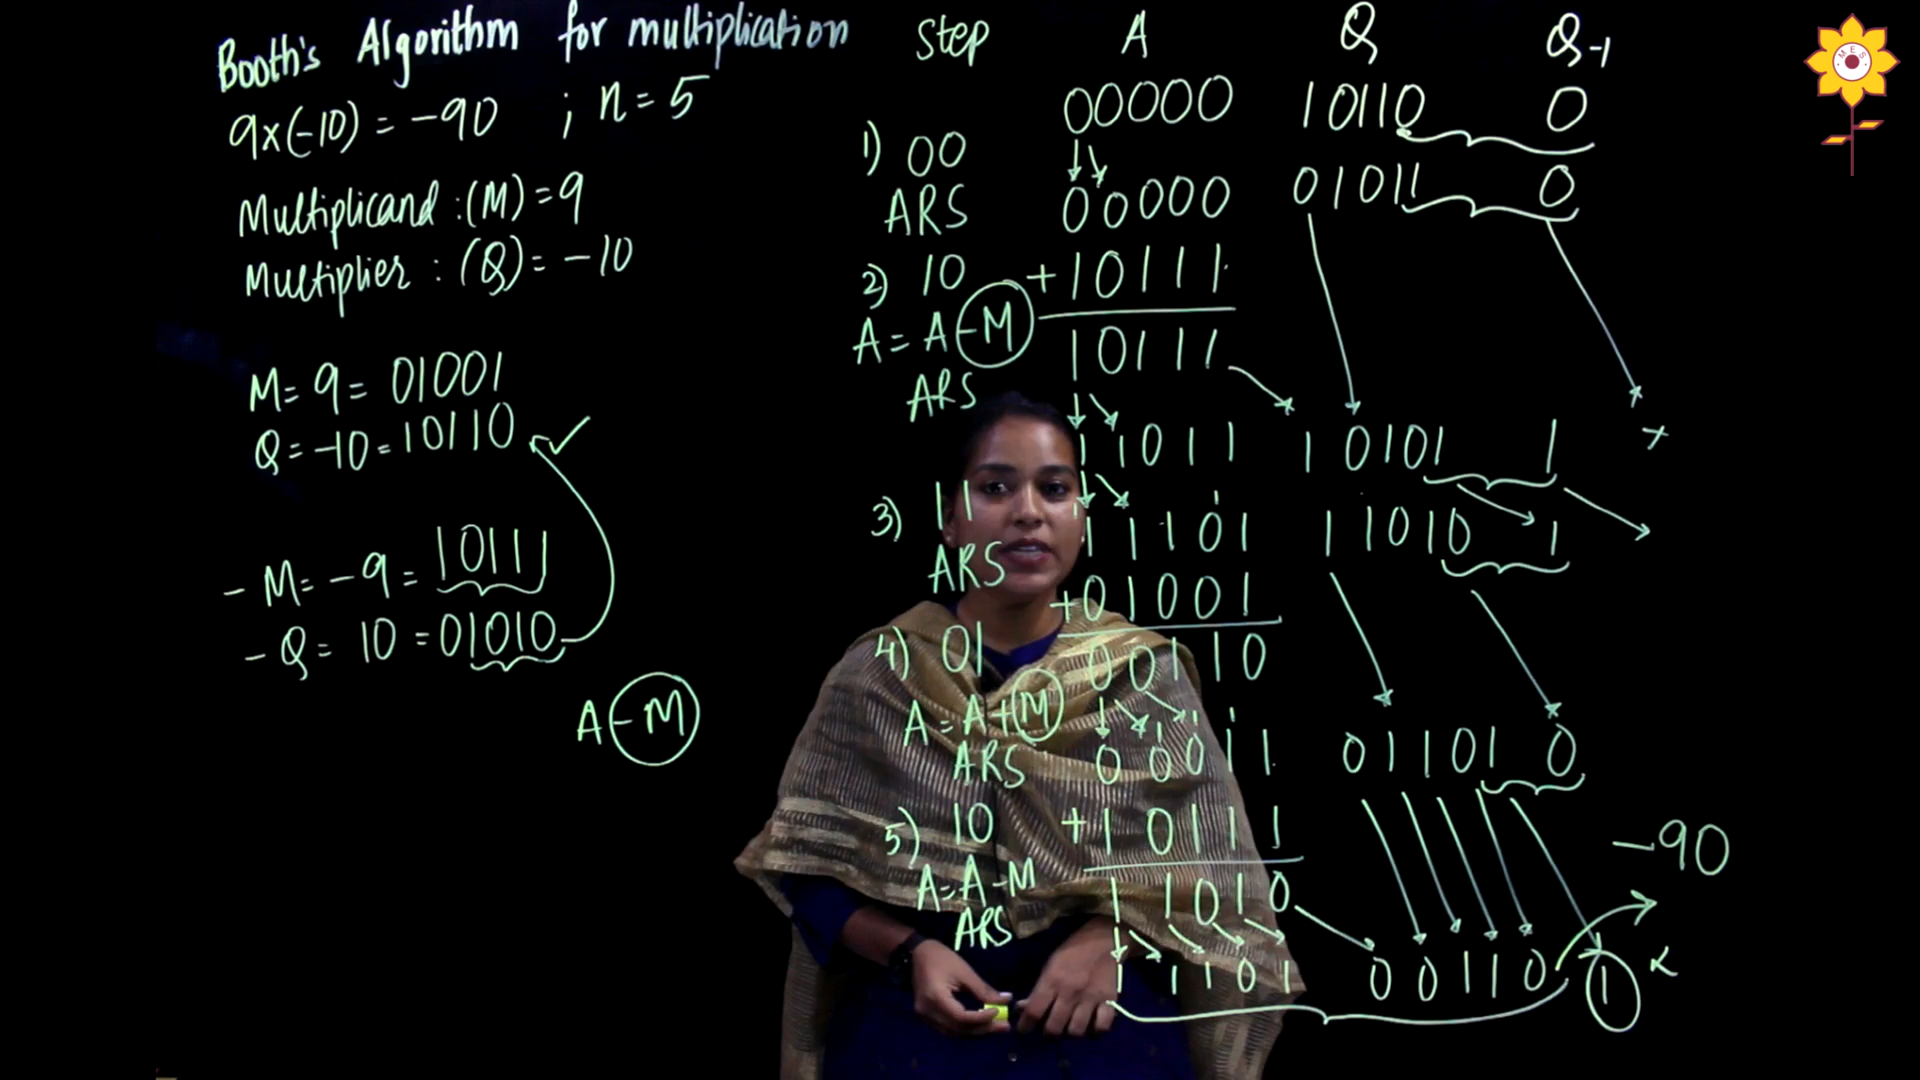 Booth's Algorithm for multiplication
9x(-10) = -90 ; n = 5
Multiplicand : (M) = 9
Multiplier : (Q) = -10
M = 9 = 01001
Q = -10 = 10110 ✓
- M = -9 = 10111
- Q = 10 = 01010
A - M
Step A Q Q-1
00000 10110 0
1) 00
ARS 00000 01011 0
2) 10 +10111
A = A - M 10111
ARS
11011 10101 1 x
3) 11
ARS 11101 11010 1
+01001
4) 01 00110
A = A + M
ARS 00011 01101 0
5) 10 +10111
A = A - M 11010
ARS
11101 00110 1 x
-90
MES